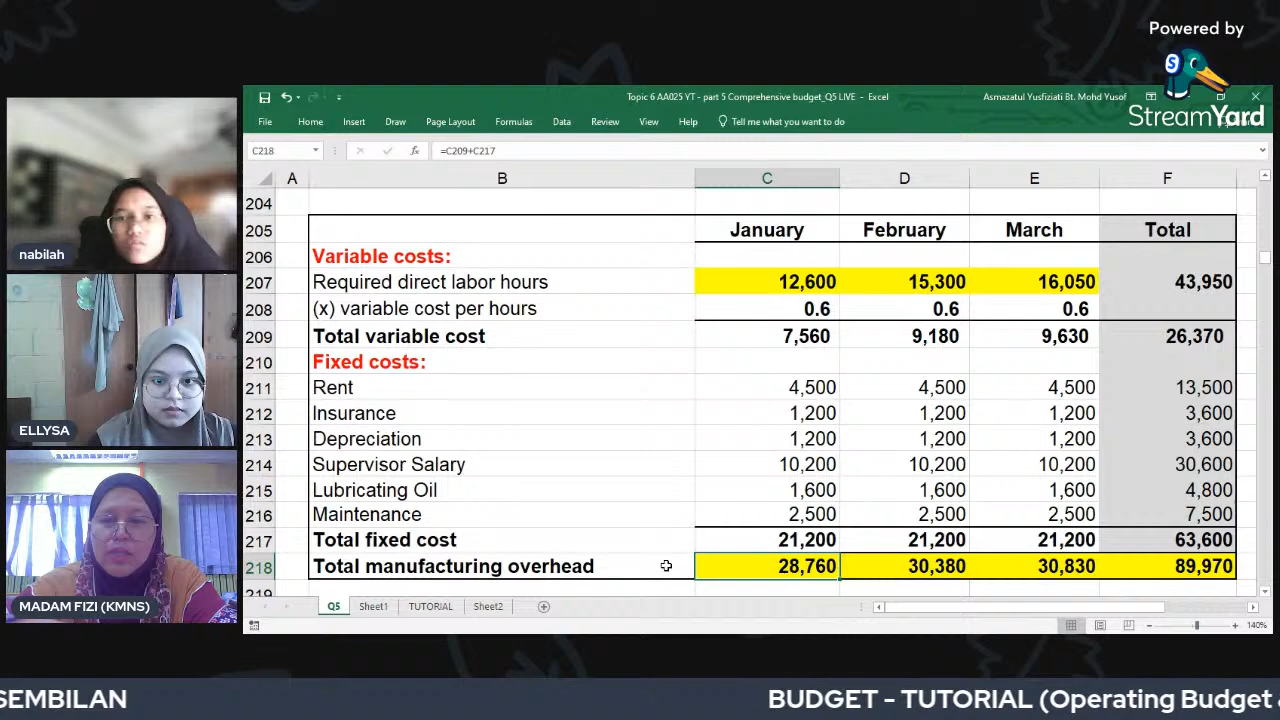 Powered by
S
StreamYard
nabilah
ELLYSA
MADAM FIZI (KMNS)
Topic 6 AA025 YT - part 5 Comprehensive budget_Q5 LIVE - Excel
Asmazatul Yusfiziati Bt. Mohd Yusof
File Home Insert Draw Page Layout Formulas Data Review View Help Tell me what you want to do
C218 fx =C209+C217
A B C D E F
204
205 January February March Total
206 Variable costs:
207 Required direct labor hours 12,600 15,300 16,050 43,950
208 (x) variable cost per hours 0.6 0.6 0.6
209 Total variable cost 7,560 9,180 9,630 26,370
210 Fixed costs:
211 Rent 4,500 4,500 4,500 13,500
212 Insurance 1,200 1,200 1,200 3,600
213 Depreciation 1,200 1,200 1,200 3,600
214 Supervisor Salary 10,200 10,200 10,200 30,600
215 Lubricating Oil 1,600 1,600 1,600 4,800
216 Maintenance 2,500 2,500 2,500 7,500
217 Total fixed cost 21,200 21,200 21,200 63,600
218 Total manufacturing overhead 28,760 30,380 30,830 89,970
219
Q5 Sheet1 TUTORIAL Sheet2
140%
SEMBILAN BUDGET - TUTORIAL (Operating Budget